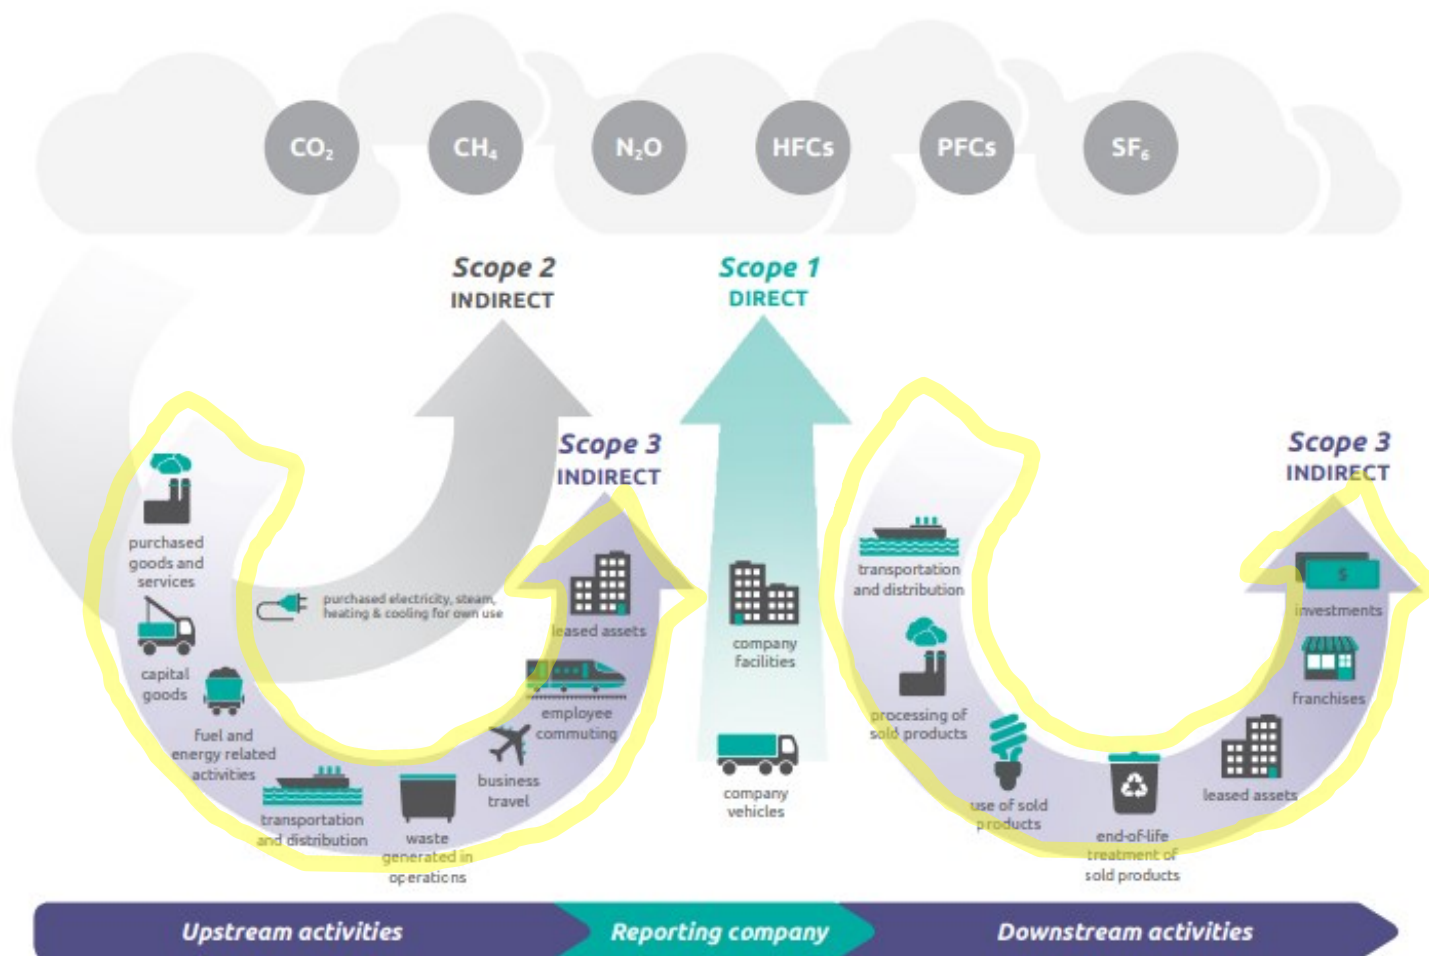 CO₂
CH₄
N₂O
HFCs
PFCs
SF₆
Scope 2
INDIRECT
Scope 1
DIRECT
Scope 3
INDIRECT
Scope 3
INDIRECT
purchased
goods and
services
capital
goods
fuel and
energy related
activities
transportation
and distribution
waste
generated in
operations
business
travel
employee
commuting
leased assets
purchased electricity, steam,
heating & cooling for own use
company
facilities
company
vehicles
transportation
and distribution
processing of
sold products
use of sold
products
end-of-life
treatment of
sold products
leased assets
franchises
$
investments
Upstream activities
Reporting company
Downstream activities